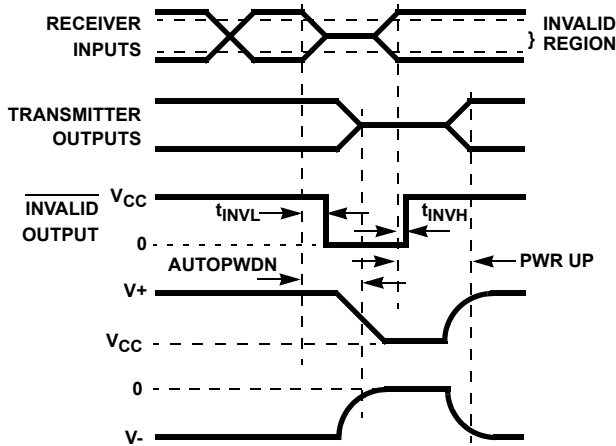 RECEIVER
INPUTS
} INVALID
REGION
TRANSMITTER
OUTPUTS
VCC
INVALID
OUTPUT
tINVL
tINVH
0
AUTOPWDN
PWR UP
V+
VCC
0
V-